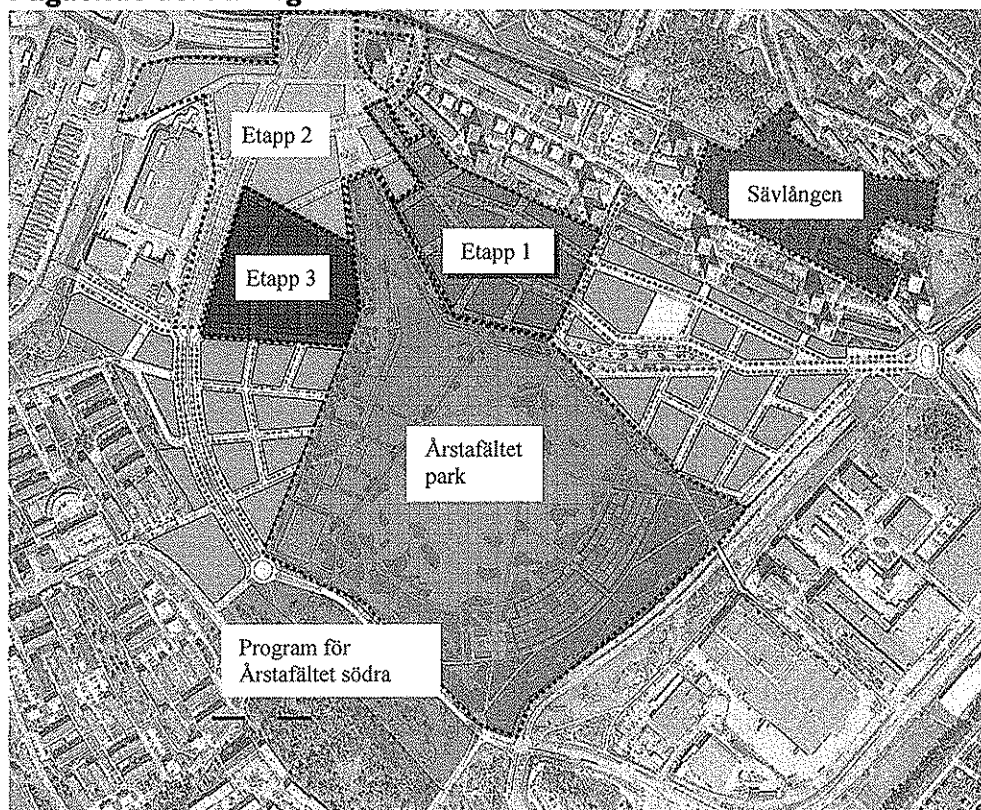 Etapp 2
Sävlången
Etapp 1
Etapp 3
Årstafältet
park
Program för
Årstafältet södra